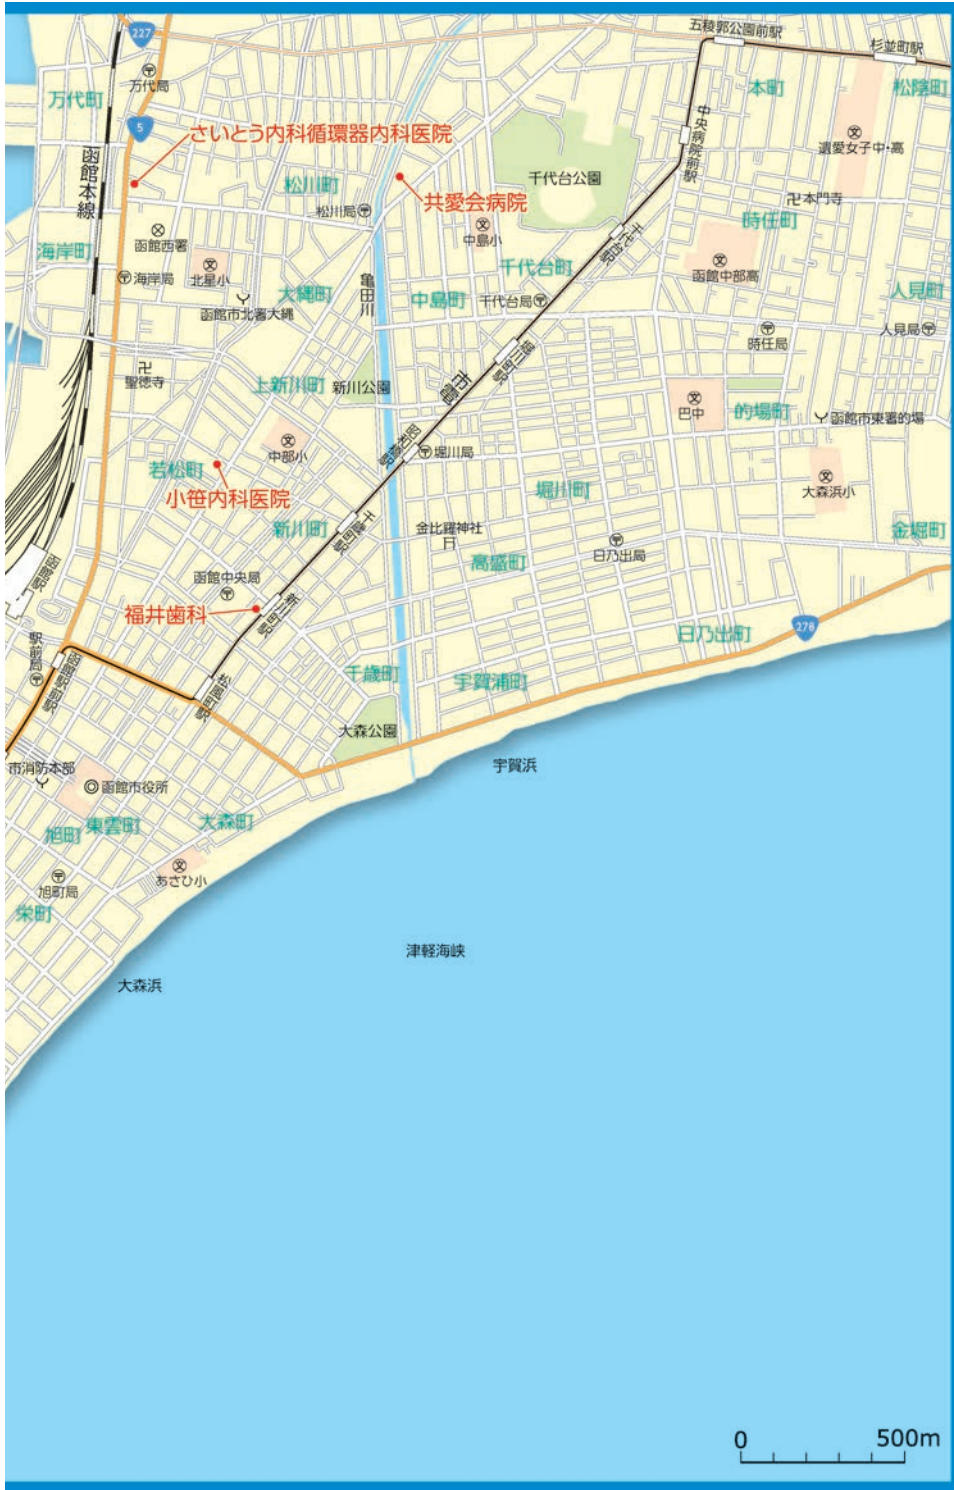 227
五稜郭公園前駅
杉並町駅
万代局
万代町
本町
松陰町
5
中央病院前駅
さいとう内科循環器内科医院
函館本線
遺愛女子中・高
千代台公園
松川町
共愛会病院
松川局
卍本門寺
時任町
函館西署
中島小
千代台駅
海岸町
千代台町
函館中部高
海岸局
北星小
亀田川
大縄町
中島町
千代台局
人見町
函館市北署大縄
人見局
時任局
堀川町駅
聖徳寺
上新川町
新川公園
市電
巴中
的場町
函館市東署的場
昭和橋駅
中部小
堀川局
若松町
堀川町
大森浜小
小笹内科医院
新川町
千歳町駅
金比羅神社
金堀町
日乃出局
函館駅
高盛町
函館中央局
福井歯科
新川町駅
278
日乃出町
駅前局
函館駅前駅
松風町駅
千歳町
宇賀浦町
大森公園
市消防本部
宇賀浜
函館市役所
旭町
東雲町
大森町
あさひ小
旭町局
栄町
津軽海峡
大森浜
0 500m